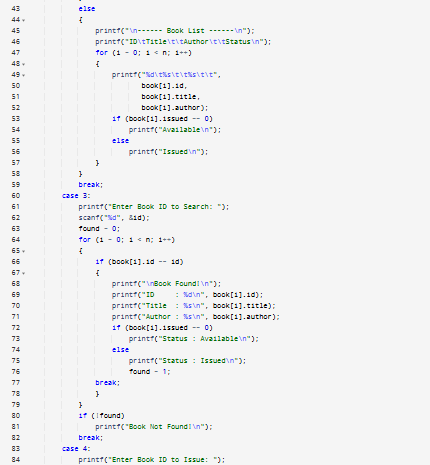 43 else
44 {
45 printf("\n------ Book List ------\n");
46 printf("ID\tTitle\t\tAuthor\t\tStatus\n");
47 for (i = 0; i < n; i++)
48 {
49 printf("%d\t%s\t\t%s\t\t",
50 book[i].id,
51 book[i].title,
52 book[i].author);
53 if (book[i].issued == 0)
54 printf("Available\n");
55 else
56 printf("Issued\n");
57 }
58 }
59 break;
60 case 3:
61 printf("Enter Book ID to Search: ");
62 scanf("%d", &id);
63 found = 0;
64 for (i = 0; i < n; i++)
65 {
66 if (book[i].id == id)
67 {
68 printf("\nBook Found!\n");
69 printf("ID     : %d\n", book[i].id);
70 printf("Title  : %s\n", book[i].title);
71 printf("Author : %s\n", book[i].author);
72 if (book[i].issued == 0)
73 printf("Status : Available\n");
74 else
75 printf("Status : Issued\n");
76 found = 1;
77 break;
78 }
79 }
80 if (!found)
81 printf("Book Not Found!\n");
82 break;
83 case 4:
84 printf("Enter Book ID to Issue: ");